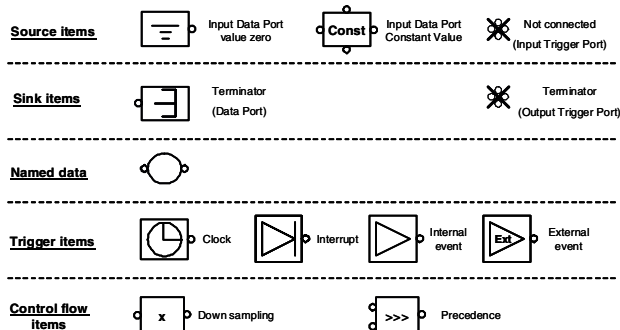 Source items
Input Data Port
value zero
Const
Input Data Port
Constant Value
Not connected
(Input Trigger Port)
Sink items
Terminator
(Data Port)
Terminator
(Output Trigger Port)
Named data
Trigger items
Clock
Interrupt
Internal
event
Ext
External
event
Control flow
items
x
Down sampling
>>>
Precedence